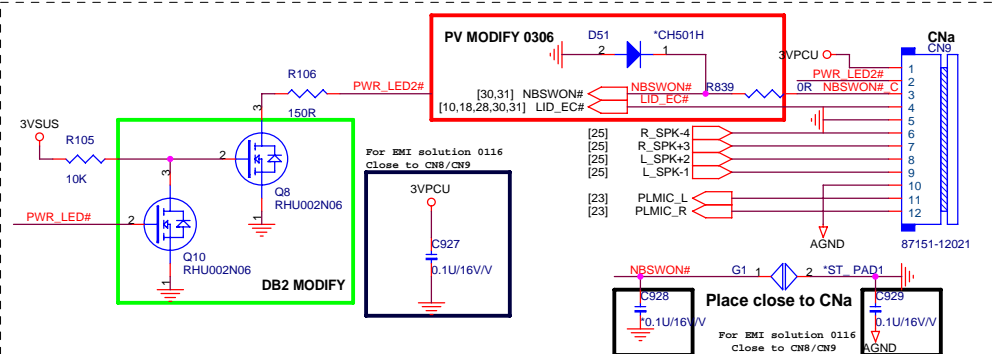 PV MODIFY 0306
D51
*CH501H
2
1
CNa
CN9
3VPCU
1
PWR_LED2#
2
R106
PWR_LED2#
[30,31]
NBSWON#
NBSWON#
R839
0R
NBSWON#_C
3
[10,18,28,30,31]
LID_EC#
LID_EC#
4
150R
5
3
3VSUS
R105
10K
2
Q8
RHU002N06
1
3
PWR_LED#
2
Q10
RHU002N06
1
DB2 MODIFY
For EMI solution 0116
Close to CN8/CN9
3VPCU
C927
0.1U/16V/V
[25]
R_SPK-4
6
[25]
R_SPK+3
7
[25]
L_SPK+2
8
[25]
L_SPK-1
9
10
[23]
PLMIC_L
11
[23]
PLMIC_R
12
AGND
87151-12021
NBSWON#
G1
1
2
*ST_PAD1
C928
*0.1U/16V/V
Place close to CNa
C929
0.1U/16V/V
AGND
For EMI solution 0116
Close to CN8/CN9